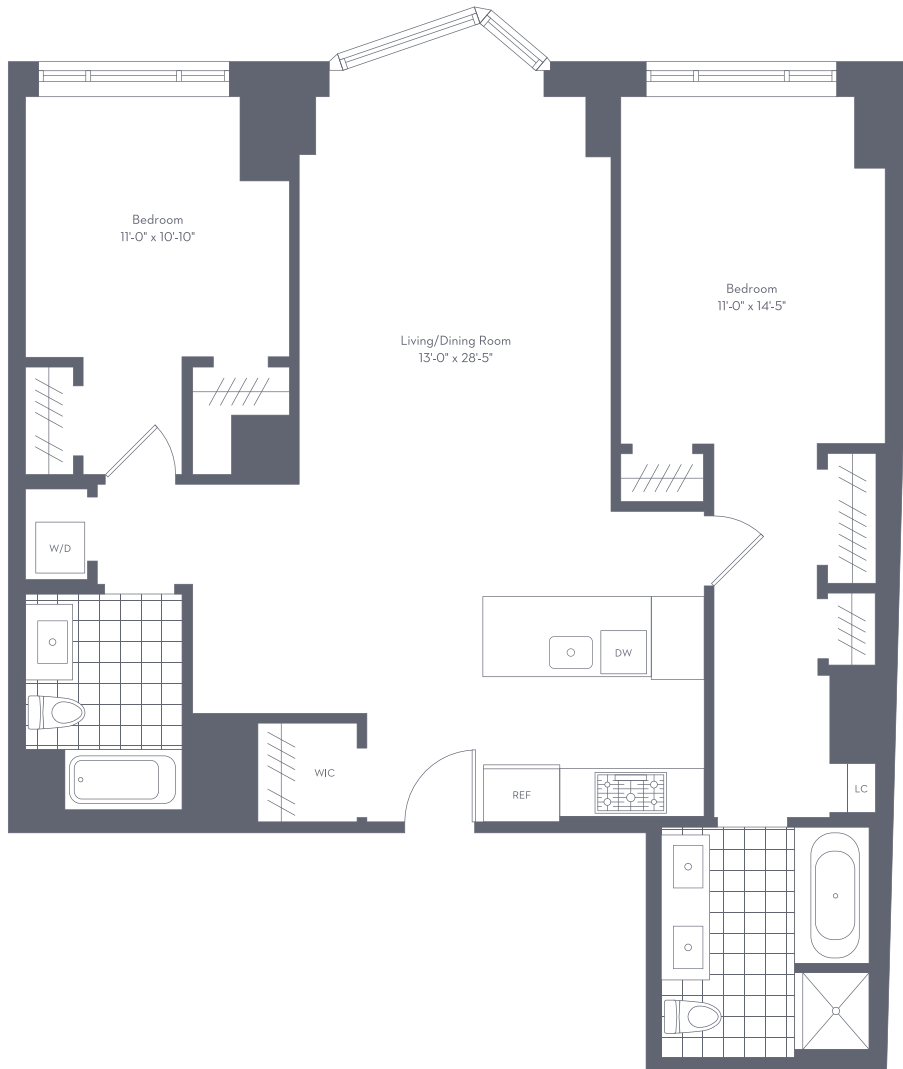 Bedroom
11'-0" x 10'-10"
Bedroom
11'-0" x 14'-5"
Living/Dining Room
13'-0" x 28'-5"
W/D
DW
WIC
REF
LC